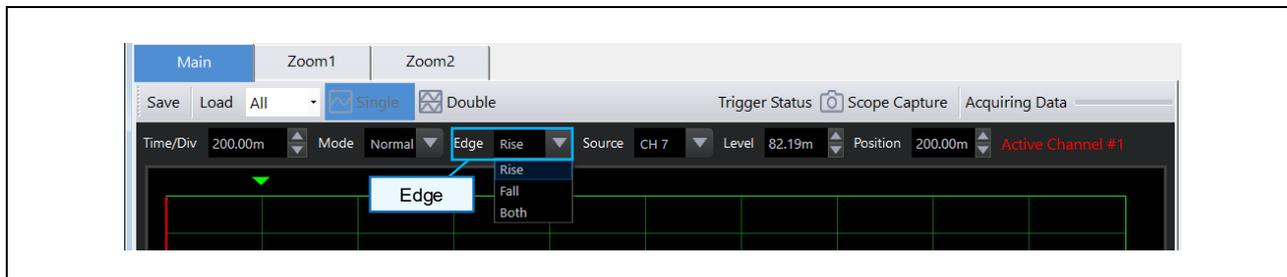 Main Zoom1 Zoom2
Save Load All Single Double Trigger Status Scope Capture Acquiring Data
Time/Div 200.00m Mode Normal Edge Rise Source CH 7 Level 82.19m Position 200.00m Active Channel #1
Rise
Edge Fall
Both